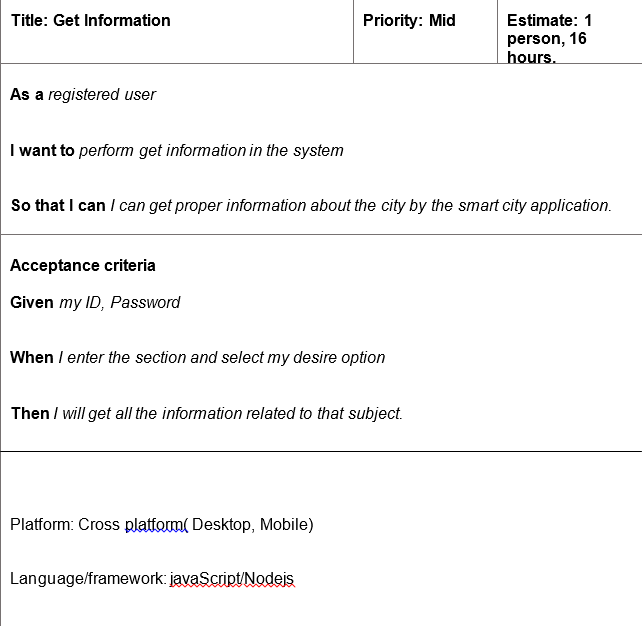 Title: Get Information
Priority: Mid
Estimate: 1
person, 16
hours.
As a registered user
I want to perform get information in the system
So that I can I can get proper information about the city by the smart city application.
Acceptance criteria
Given my ID, Password
When I enter the section and select my desire option
Then I will get all the information related to that subject.
Platform: Cross platform( Desktop, Mobile)
Language/framework: javaScript/Nodejs